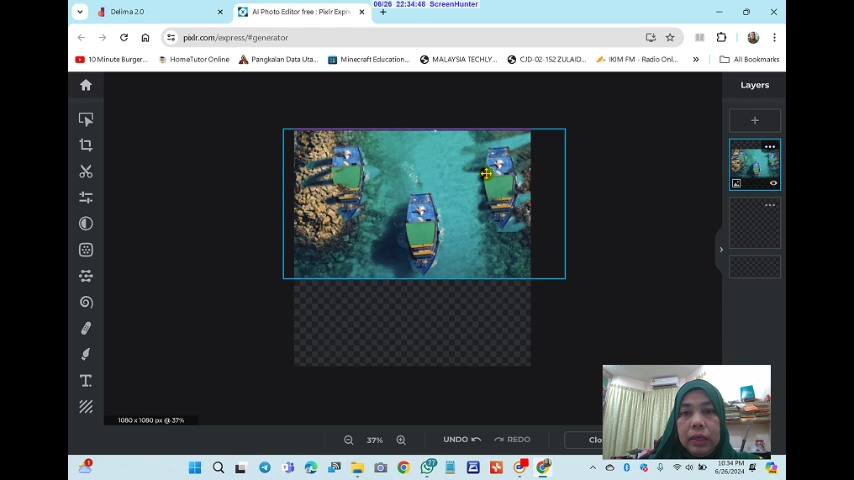 06/26 22:34:48 ScreenHunter
Delima 2.0
AI Photo Editor free : Pixlr Expr
pixlr.com/express/#generator
10 Minute Burger...
HomeTutor Online
Pangkalan Data Uta...
Minecraft Education...
MALAYSIA TECHLY...
CJD-02-152 ZULAID...
IKIM FM - Radio Onl...
All Bookmarks
Layers
1080 x 1080 px @ 37%
37%
UNDO
REDO
Clo
10:34 PM
6/26/2024